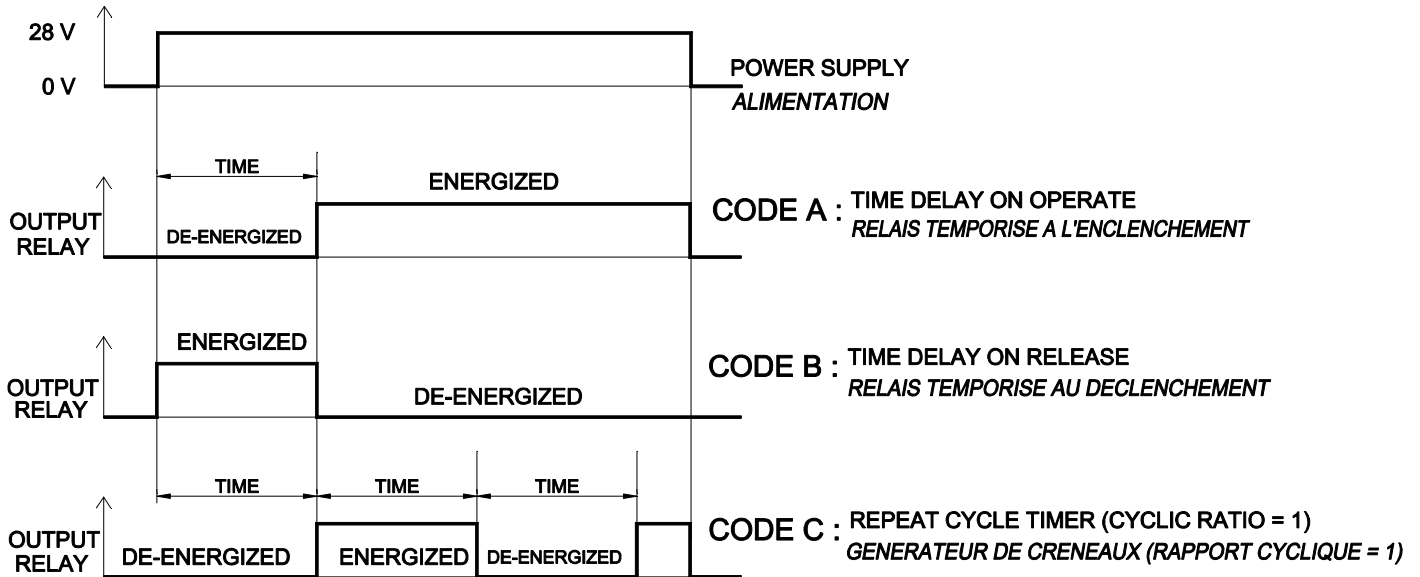 28 V
0 V
POWER SUPPLY
ALIMENTATION
TIME
ENERGIZED
OUTPUT
RELAY
DE-ENERGIZED
CODE A : TIME DELAY ON OPERATE
RELAIS TEMPORISE A L'ENCLENCHEMENT
ENERGIZED
OUTPUT
RELAY
DE-ENERGIZED
CODE B : TIME DELAY ON RELEASE
RELAIS TEMPORISE AU DECLENCHEMENT
TIME TIME TIME
OUTPUT
RELAY
DE-ENERGIZED ENERGIZED DE-ENERGIZED
CODE C : REPEAT CYCLE TIMER (CYCLIC RATIO = 1)
GENERATEUR DE CRENEAUX (RAPPORT CYCLIQUE = 1)